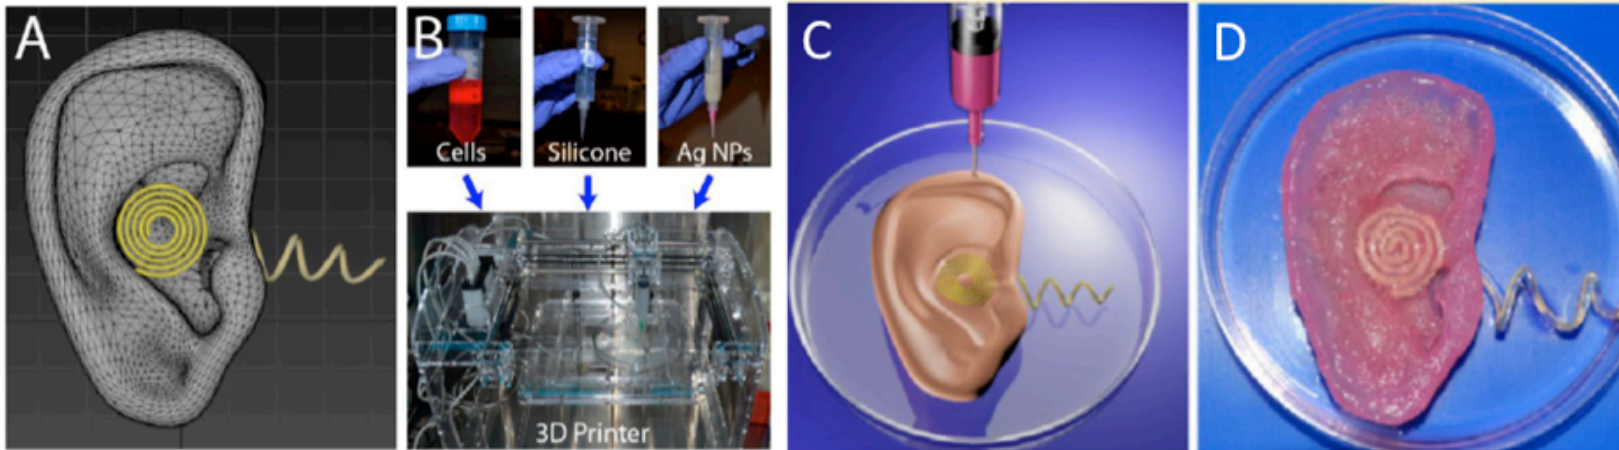 A
B
C
D
Cells
Silicone
Ag NPs
3D Printer